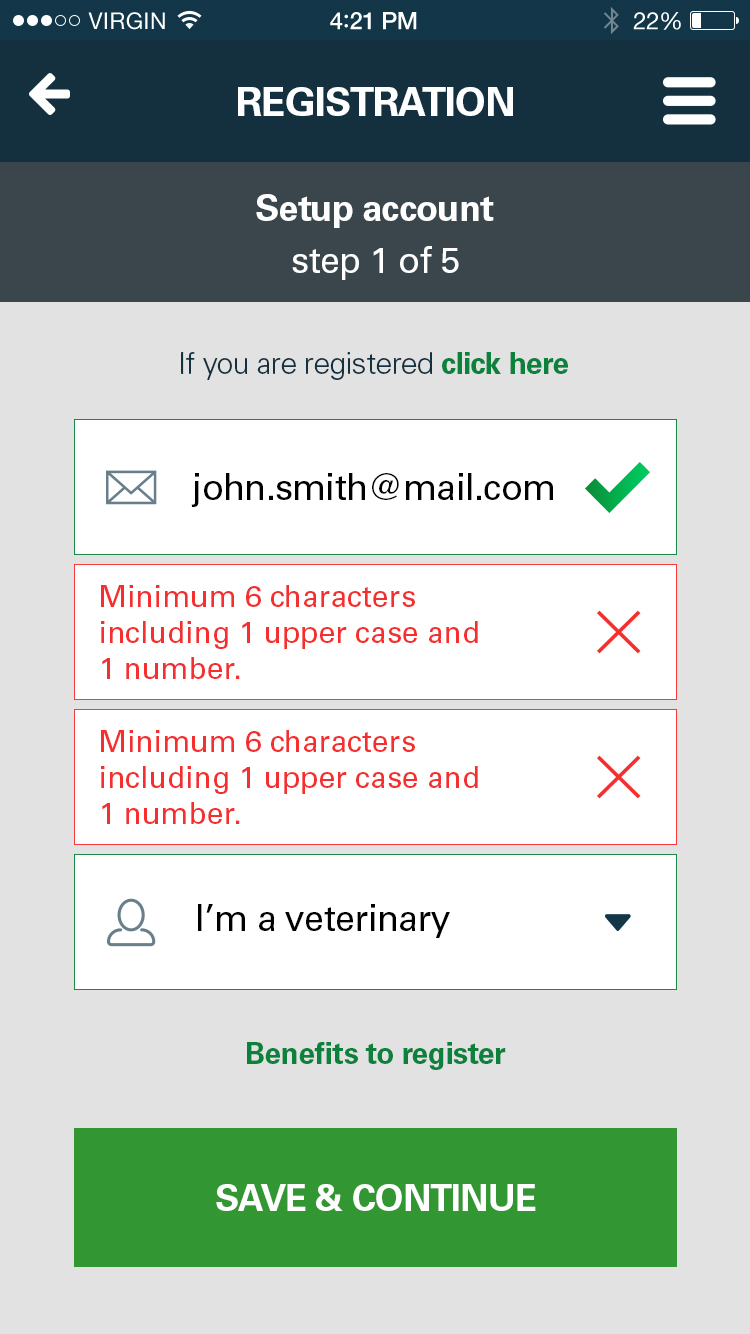 VIRGIN 4:21 PM 22%
REGISTRATION
Setup account
step 1 of 5
If you are registered click here
john.smith@mail.com
Minimum 6 characters
including 1 upper case and
1 number.
Minimum 6 characters
including 1 upper case and
1 number.
I’m a veterinary
Benefits to register
SAVE & CONTINUE